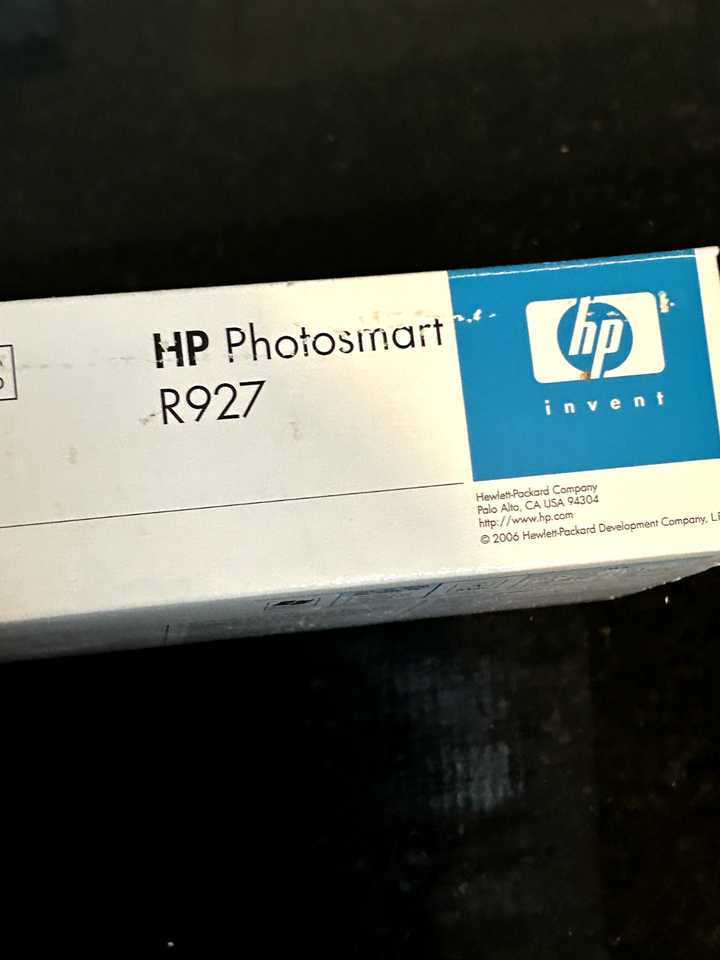 HP Photosmart
R927
hp
invent
Hewlett-Packard Company
Palo Alto, CA USA 94304
http://www.hp.com
© 2006 Hewlett-Packard Development Company,